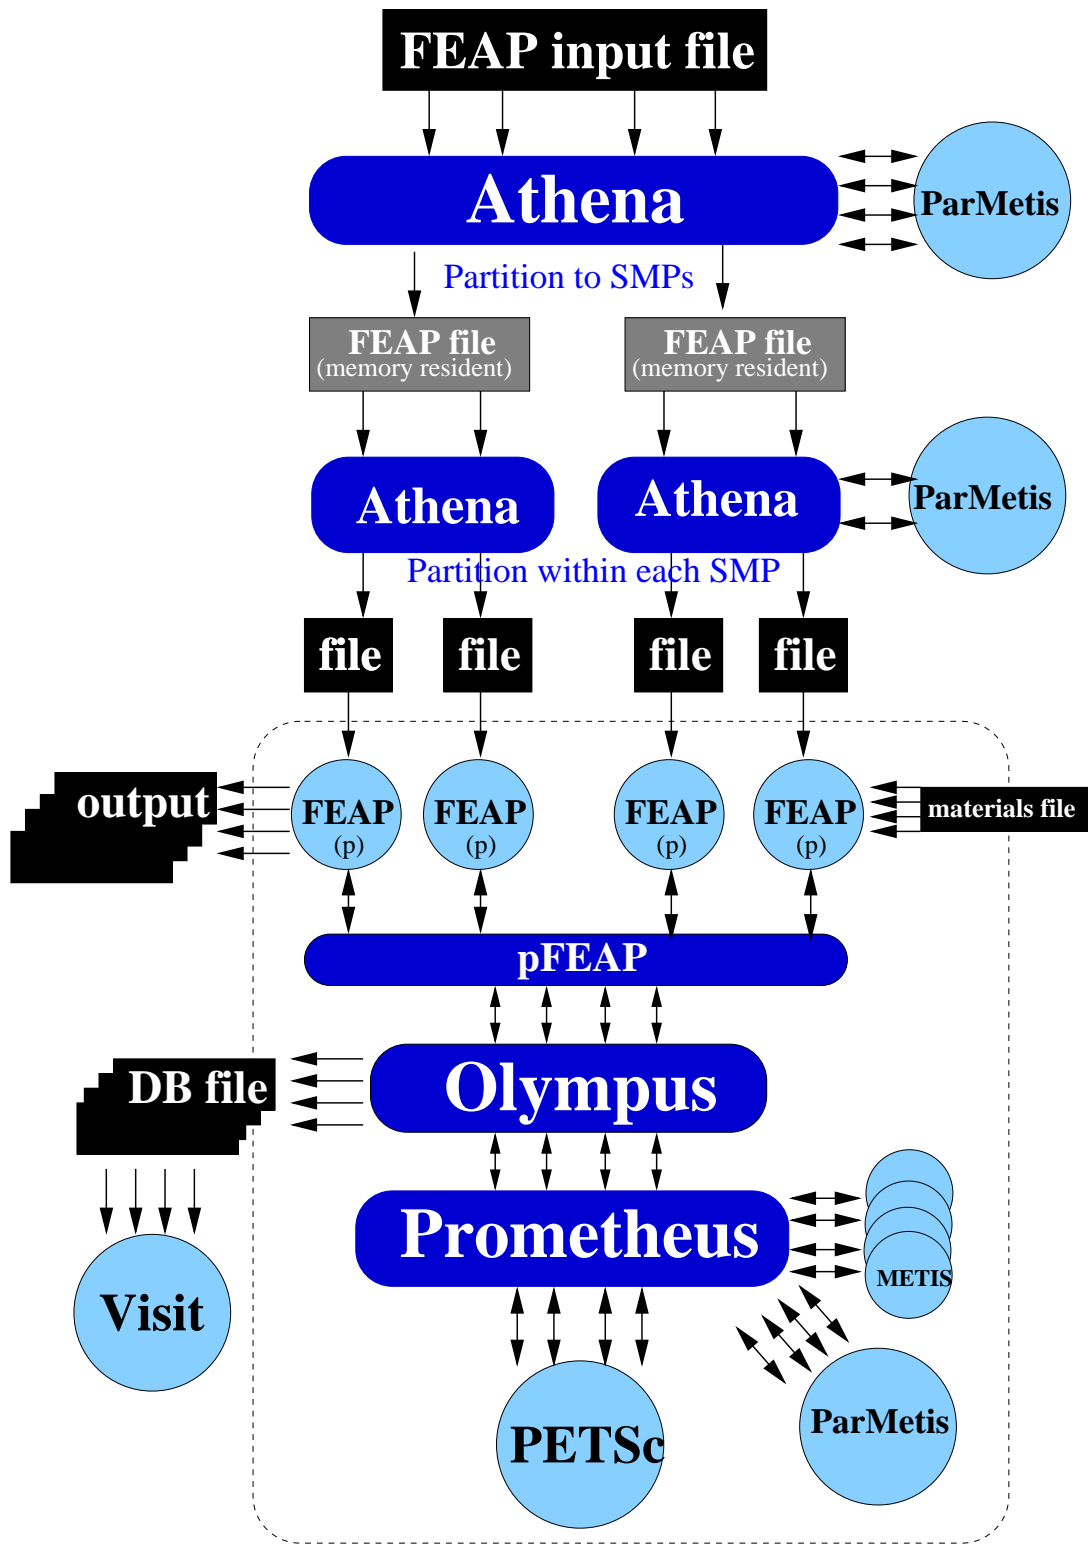 FEAP input file
Athena
ParMetis
Partition to SMPs
FEAP file
(memory resident)
FEAP file
(memory resident)
Athena
Athena
ParMetis
Partition within each SMP
file
file
file
file
output
FEAP
(p)
FEAP
(p)
FEAP
(p)
FEAP
(p)
materials file
pFEAP
DB file
Olympus
Prometheus
METIS
Visit
PETSc
ParMetis